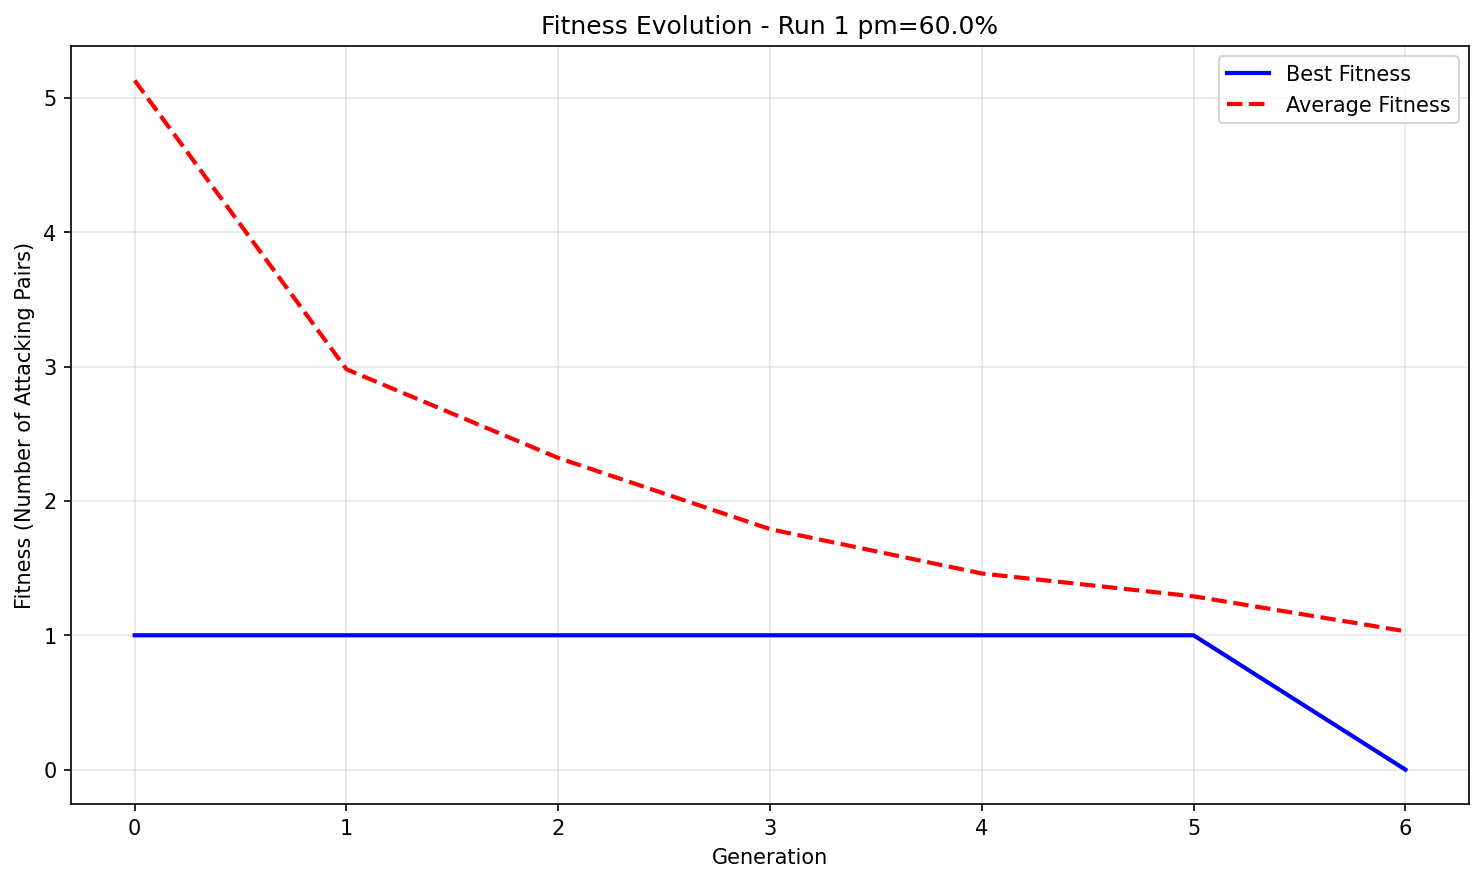 Fitness Evolution - Run 1 pm=60.0%
Best Fitness
Average Fitness
Fitness (Number of Attacking Pairs)
5
4
3
2
1
0
0 1 2 3 4 5 6
Generation